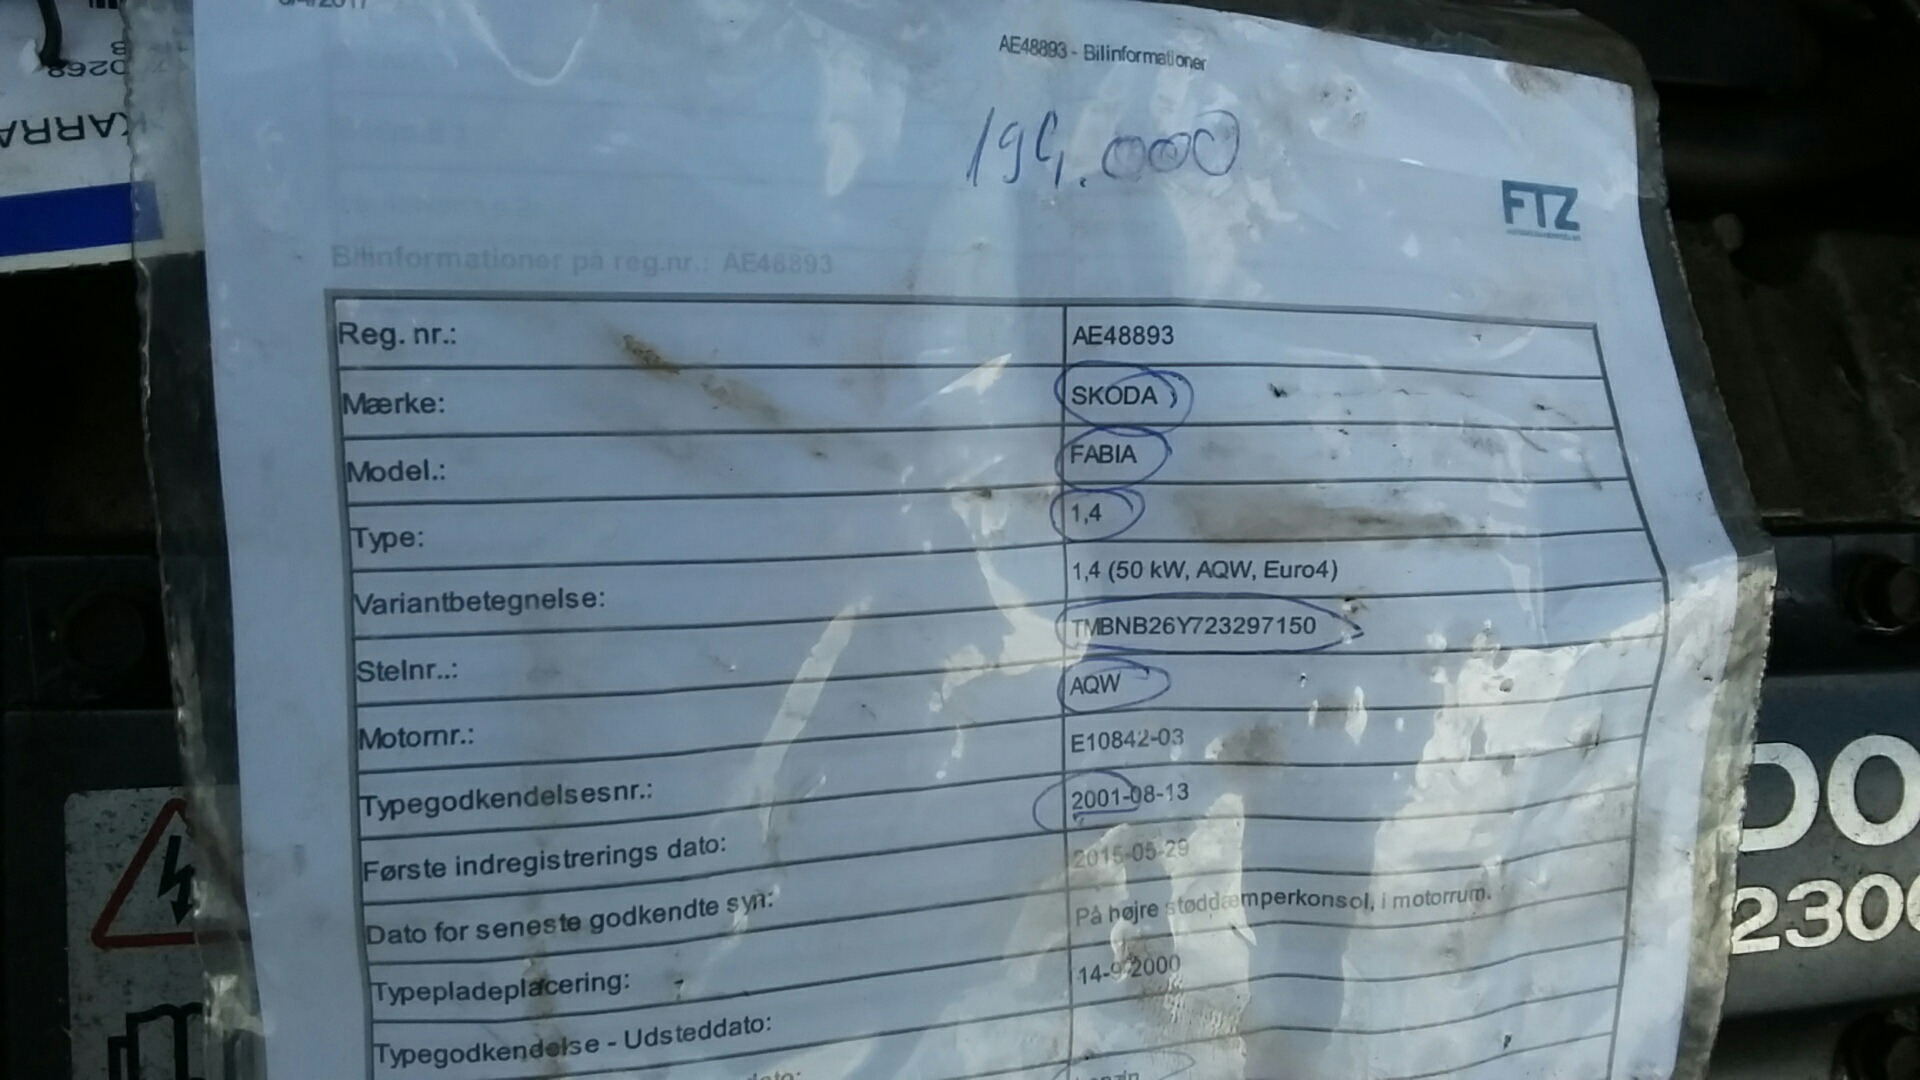 AE48893 - Bilinformationer
FTZ
Bilinformationer på reg.nr.: AE48893
Reg. nr.: AE48893
Mærke: SKODA
Model.: FABIA
Type: 1,4
Variantbetegnelse: 1,4 (50 kW, AQW, Euro4)
Stelnr..: TMBNB26Y723297150
Motornr.: AQW
Typegodkendelsesnr.: E10842-03
Første indregistrerings dato: 2001-08-13
Dato for seneste godkendte syn: 2015-05-29
Typepladeplacering: På højre støddæmperkonsol, i motorrum.
Typegodkendelse - Udsteddato: 14-9-2000
DO
230